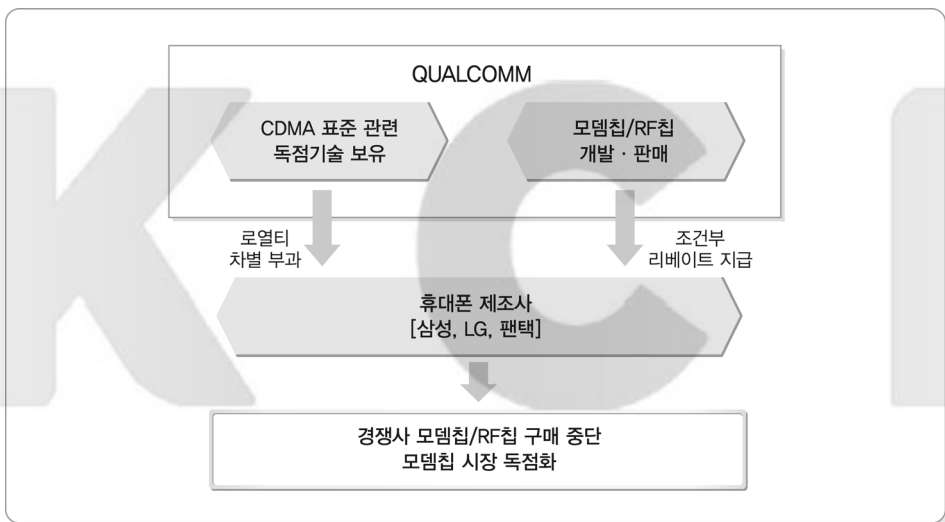 QUALCOMM
CDMA 표준 관련
독점기술 보유
모뎀칩/RF칩
개발 · 판매
로열티
차별 부과
조건부
리베이트 지급
휴대폰 제조사
[삼성, LG, 팬택]
경쟁사 모뎀칩/RF칩 구매 중단
모뎀칩 시장 독점화